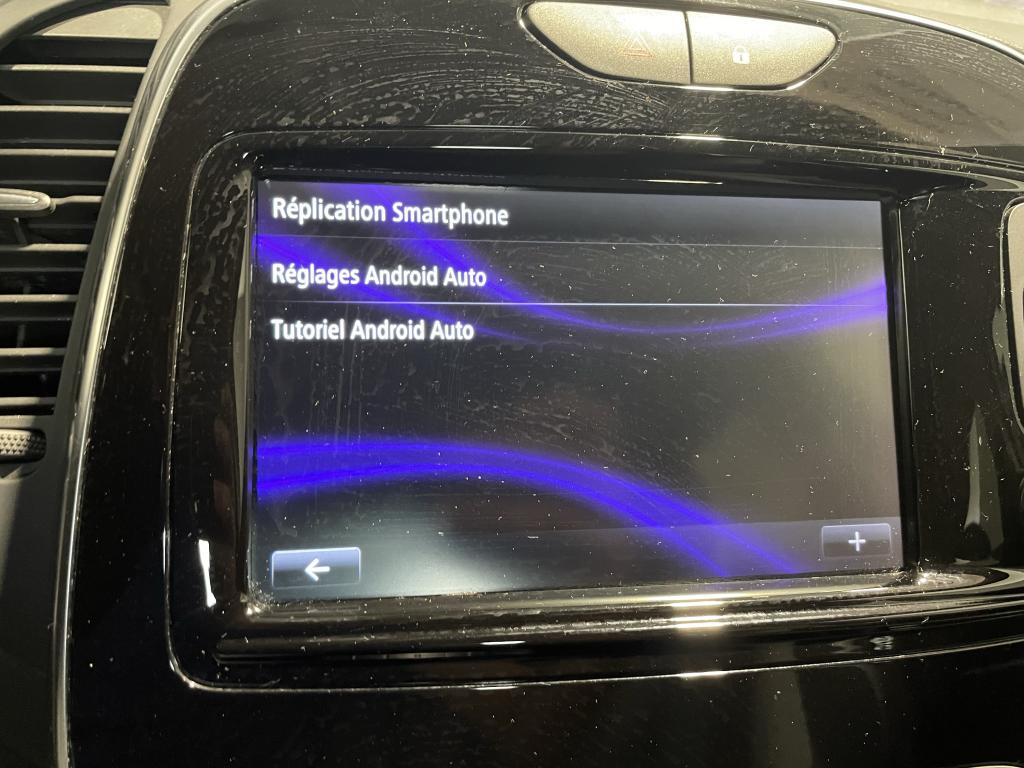 Réplication Smartphone
Réglages Android Auto
Tutoriel Android Auto